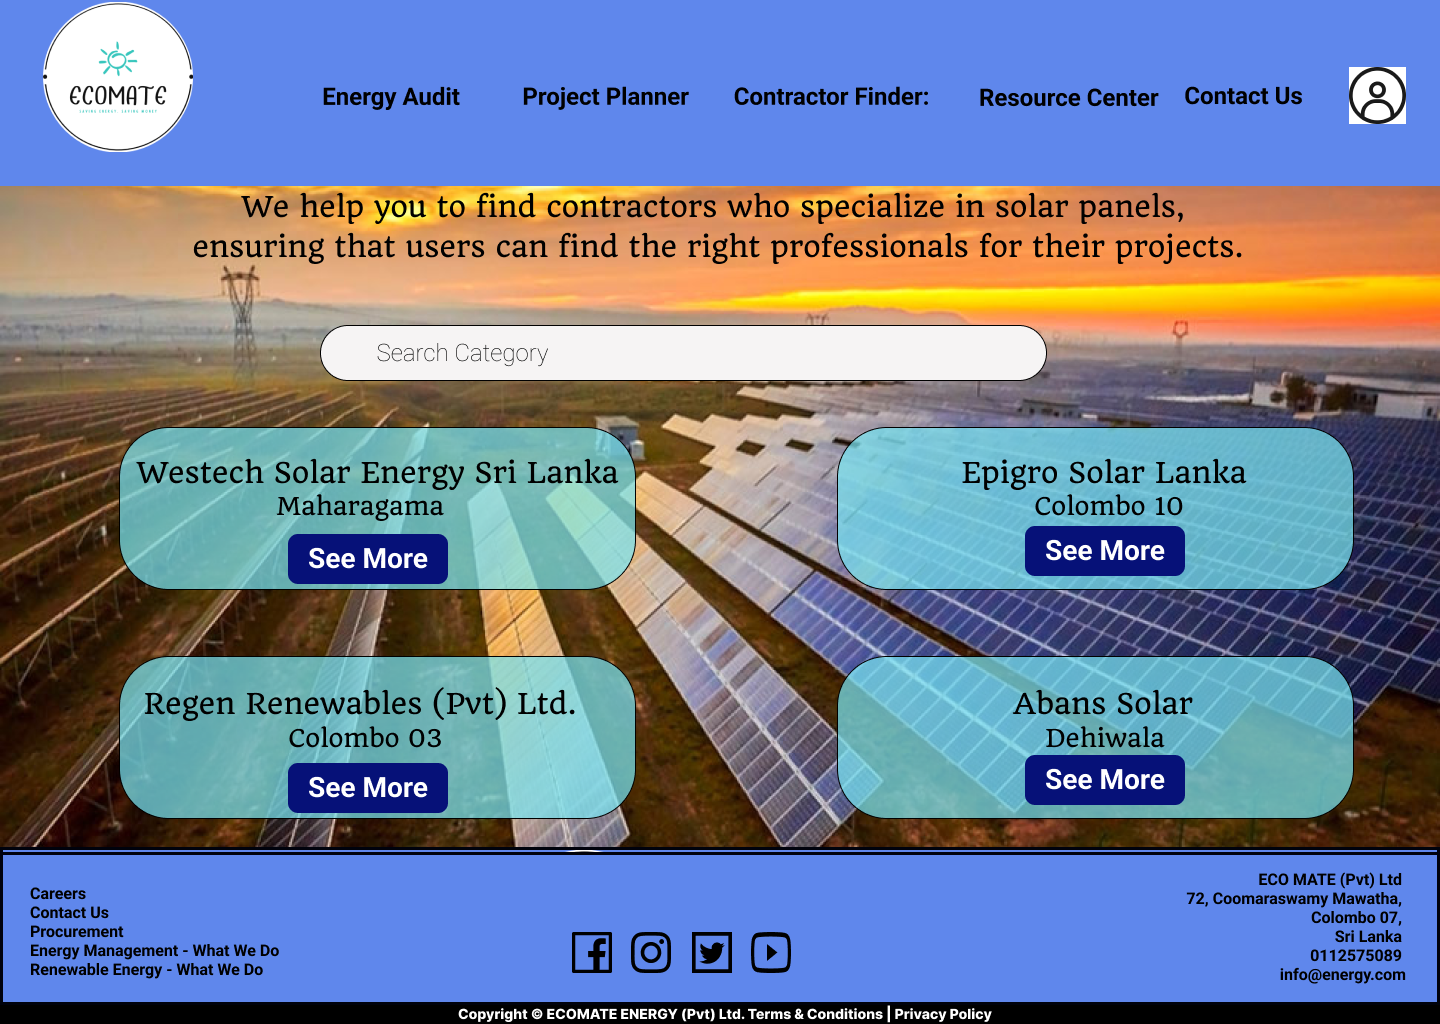 ECOMATE
SAVING ENERGY, SAVING MONEY
Energy Audit
Project Planner
Contractor Finder:
Resource Center
Contact Us
We help you to find contractors who specialize in solar panels,
ensuring that users can find the right professionals for their projects.
Search Category
Westech Solar Energy Sri Lanka
Maharagama
See More
Epigro Solar Lanka
Colombo 10
See More
Regen Renewables (Pvt) Ltd.
Colombo 03
See More
Abans Solar
Dehiwala
See More
Careers
Contact Us
Procurement
Energy Management - What We Do
Renewable Energy - What We Do
ECO MATE (Pvt) Ltd
72, Coomaraswamy Mawatha,
Colombo 07,
Sri Lanka
0112575089
info@energy.com
Copyright © ECOMATE ENERGY (Pvt) Ltd. Terms & Conditions | Privacy Policy